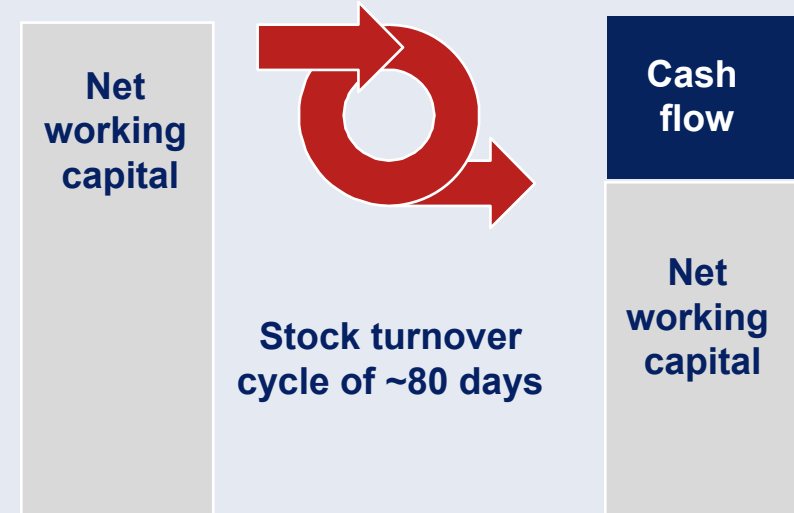 Net
working
capital
Stock turnover
cycle of ~80 days
Cash
flow
Net
working
capital